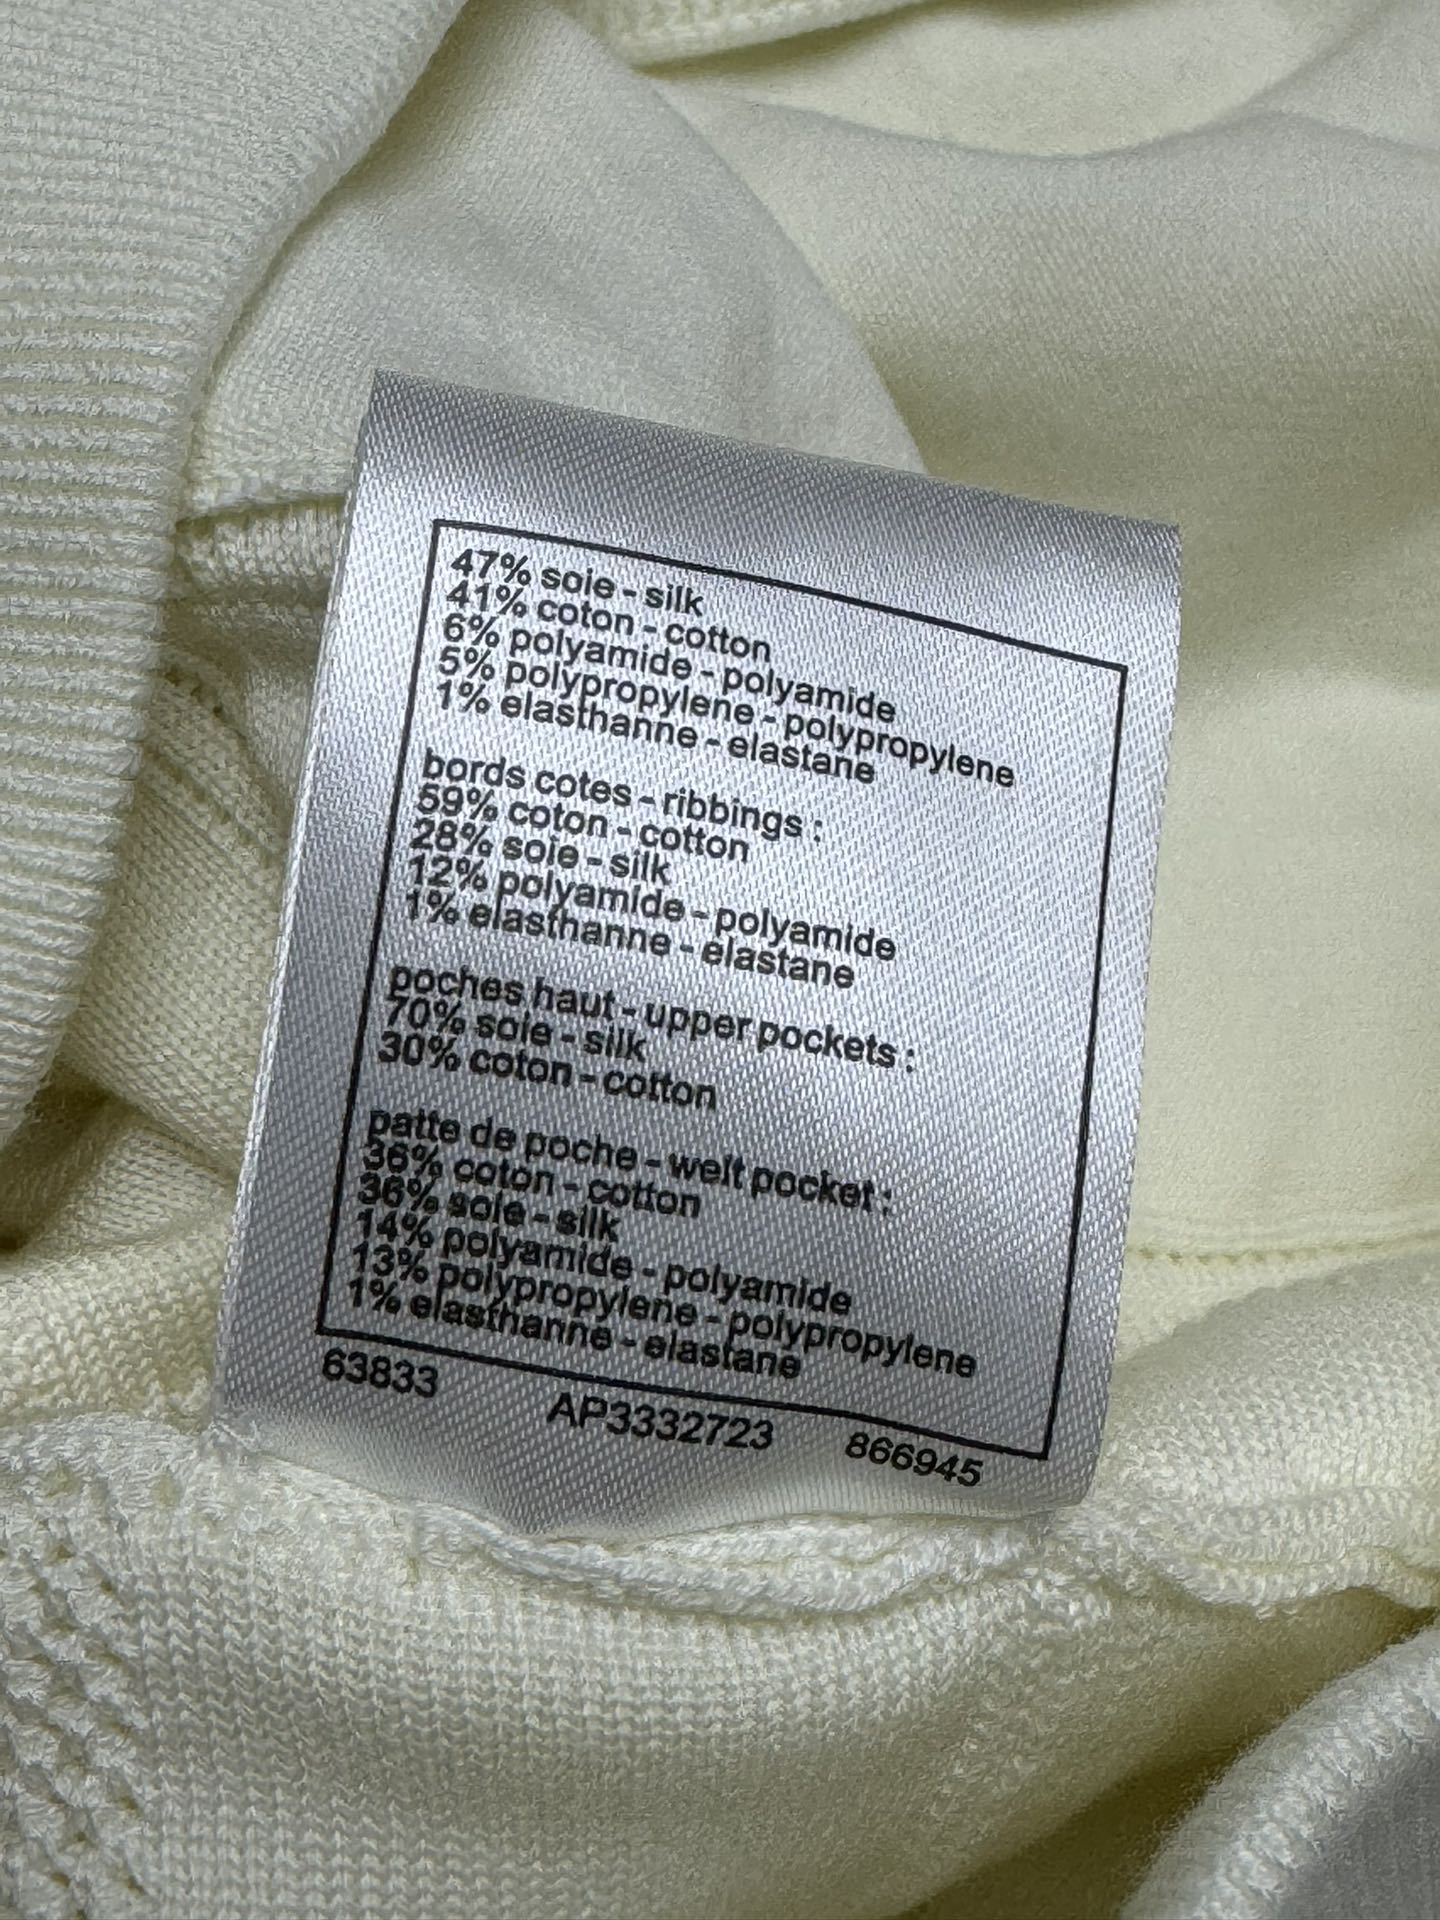 47% soie - silk
41% coton - cotton
6% polyamide - polyamide
5% polypropylene - polypropylene
1% elasthanne - elastane
bords cotes - ribbings :
59% coton - cotton
28% soie - silk
12% polyamide - polyamide
1% elasthanne - elastane
poches haut - upper pockets :
70% soie - silk
30% coton - cotton
patte de poche - welt pocket :
36% coton - cotton
36% soie - silk
14% polyamide - polyamide
13% polypropylene - polypropylene
1% elasthanne - elastane
63833 AP3332723 866945